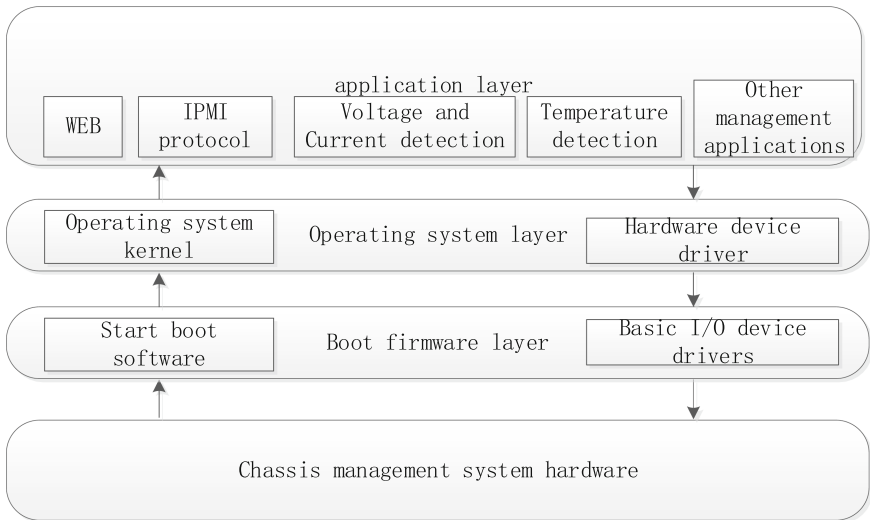 application layer
WEB
IPMI
protocol
Voltage and
Current detection
Temperature
detection
Other
management
applications
Operating system
kernel
Operating system layer
Hardware device
driver
Start boot
software
Boot firmware layer
Basic I/O device
drivers
Chassis management system hardware